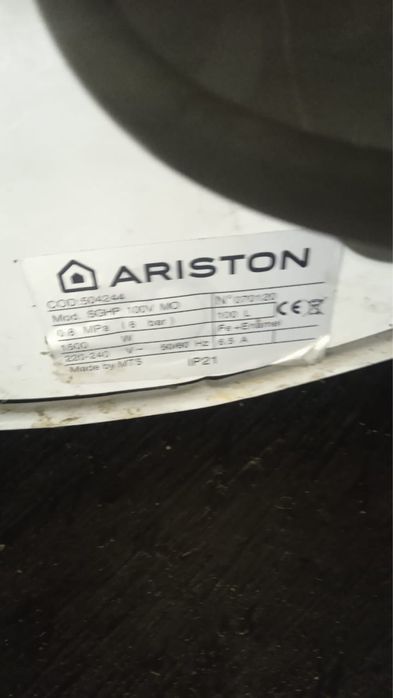 ARISTON
COD 504244 N° 070120
Mod. SGHP 100V MO 100 L
0.8 MPa (8 bar) Fe+Enamel
1500 W 6.5 A
220-240 V~ 50/60 Hz
Made by MTS IP21
CE